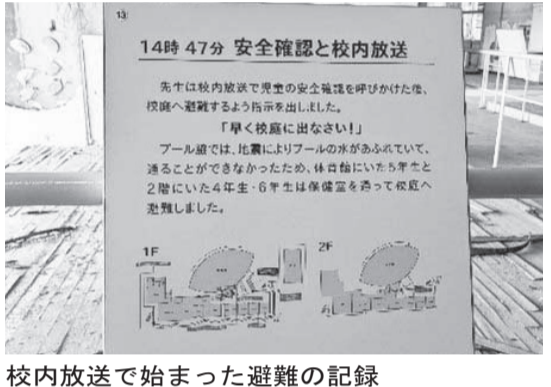 13
14時47分 安全確認と校内放送
先生は校内放送で児童の安全確認を呼びかけた後、
校庭へ避難するよう指示を出しました。
「早く校庭に出なさい!」
プール脇では、地震によりプールの水があふれていて、
通ることができなかったため、体育館にいた5年生と
2階にいた4年生・6年生は保健室を通って校庭へ
避難しました。
1F
2F
校内放送で始まった避難の記録